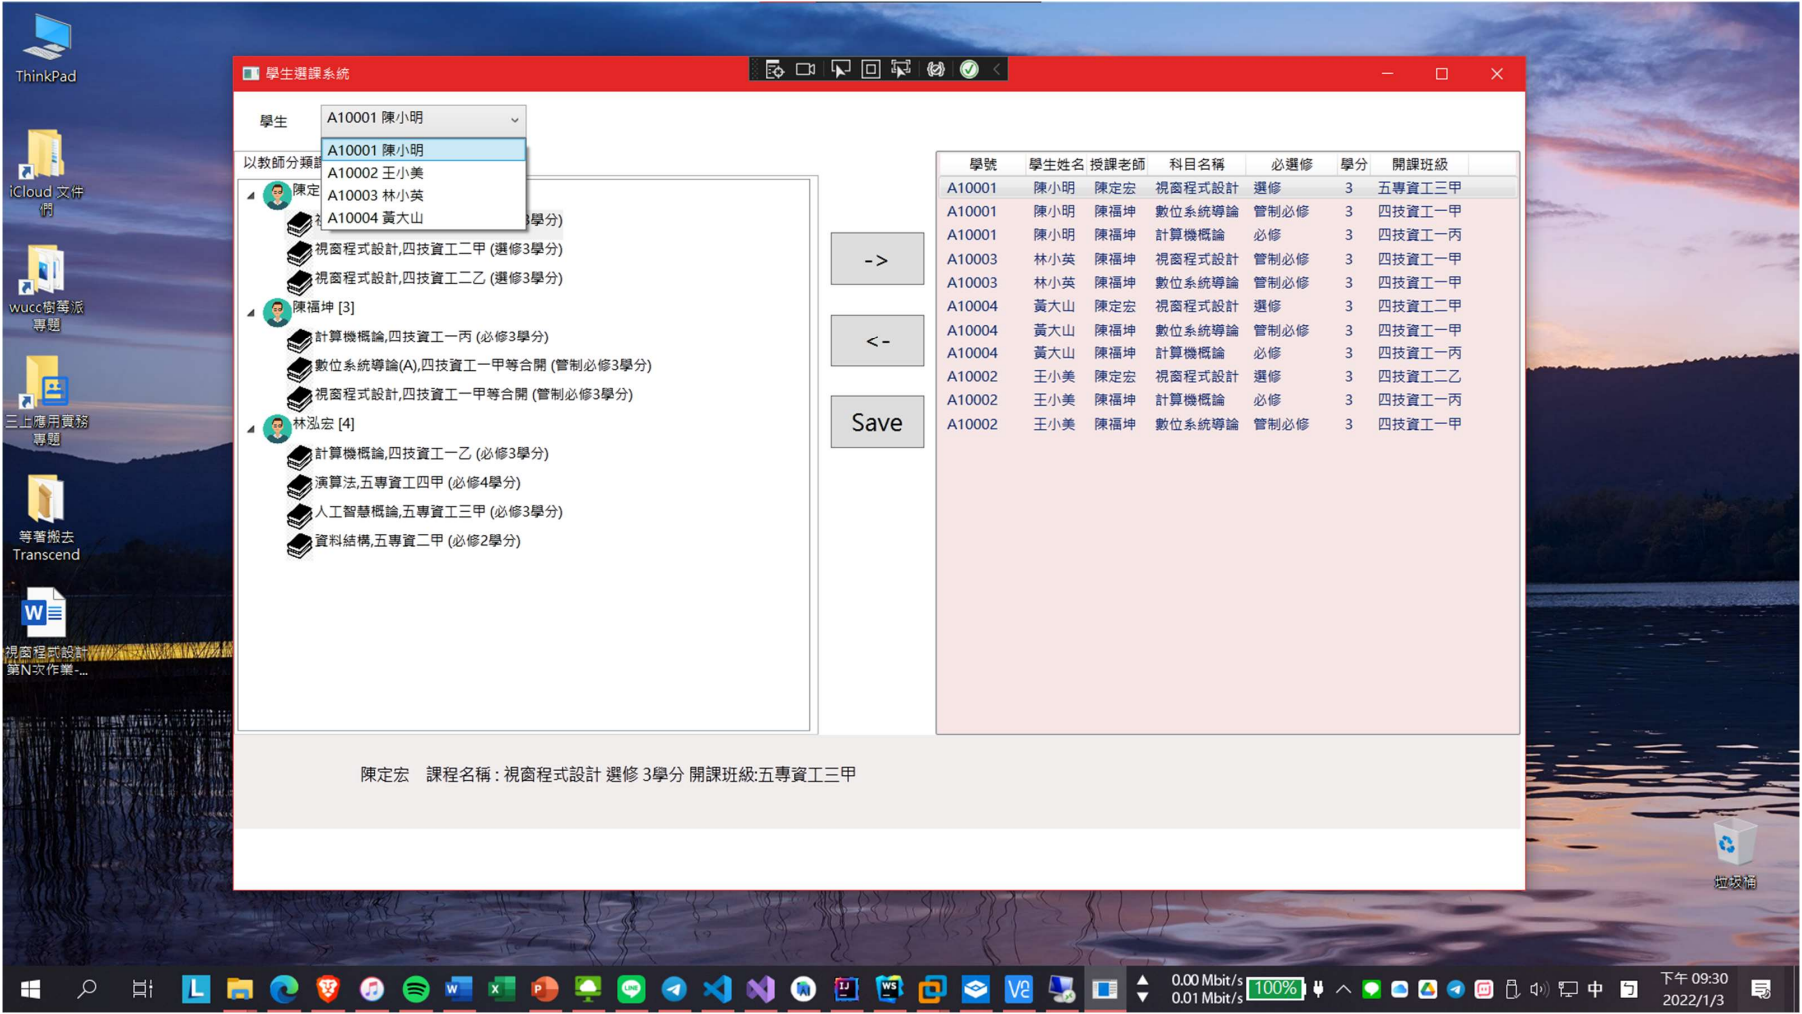 ThinkPad
iCloud 文件
們
wucc樹莓派
專題
三上應用實務
專題
等著搬去
Transcend
視窗程式設計
第N次作業-...
垃圾桶
學生選課系統
學生
A10001 陳小明
A10001 陳小明
A10002 王小美
A10003 林小英
A10004 黃大山
以教師分類
陳定
學分)
視窗程式設計,四技資工二甲 (選修3學分)
視窗程式設計,四技資工二乙 (選修3學分)
陳福坤 [3]
計算機概論,四技資工一丙 (必修3學分)
數位系統導論(A),四技資工一甲等合開 (管制必修3學分)
視窗程式設計,四技資工一甲等合開 (管制必修3學分)
林泓宏 [4]
計算機概論,四技資工一乙 (必修3學分)
演算法,五專資工四甲 (必修4學分)
人工智慧概論,五專資工三甲 (必修3學分)
資料結構,五專資二甲 (必修2學分)
->
<-
Save
學號 學生姓名 授課老師 科目名稱 必選修 學分 開課班級
A10001 陳小明 陳定宏 視窗程式設計 選修 3 五專資工三甲
A10001 陳小明 陳福坤 數位系統導論 管制必修 3 四技資工一甲
A10001 陳小明 陳福坤 計算機概論 必修 3 四技資工一丙
A10003 林小英 陳福坤 視窗程式設計 管制必修 3 四技資工一甲
A10003 林小英 陳福坤 數位系統導論 管制必修 3 四技資工一甲
A10004 黃大山 陳定宏 視窗程式設計 選修 3 四技資工二甲
A10004 黃大山 陳福坤 數位系統導論 管制必修 3 四技資工一甲
A10004 黃大山 陳福坤 計算機概論 必修 3 四技資工一丙
A10002 王小美 陳定宏 視窗程式設計 選修 3 四技資工二乙
A10002 王小美 陳福坤 計算機概論 必修 3 四技資工一丙
A10002 王小美 陳福坤 數位系統導論 管制必修 3 四技資工一甲
陳定宏 課程名稱 : 視窗程式設計 選修 3學分 開課班級:五專資工三甲
0.00 Mbit/s
0.01 Mbit/s
100%
中
下午 09:30
2022/1/3